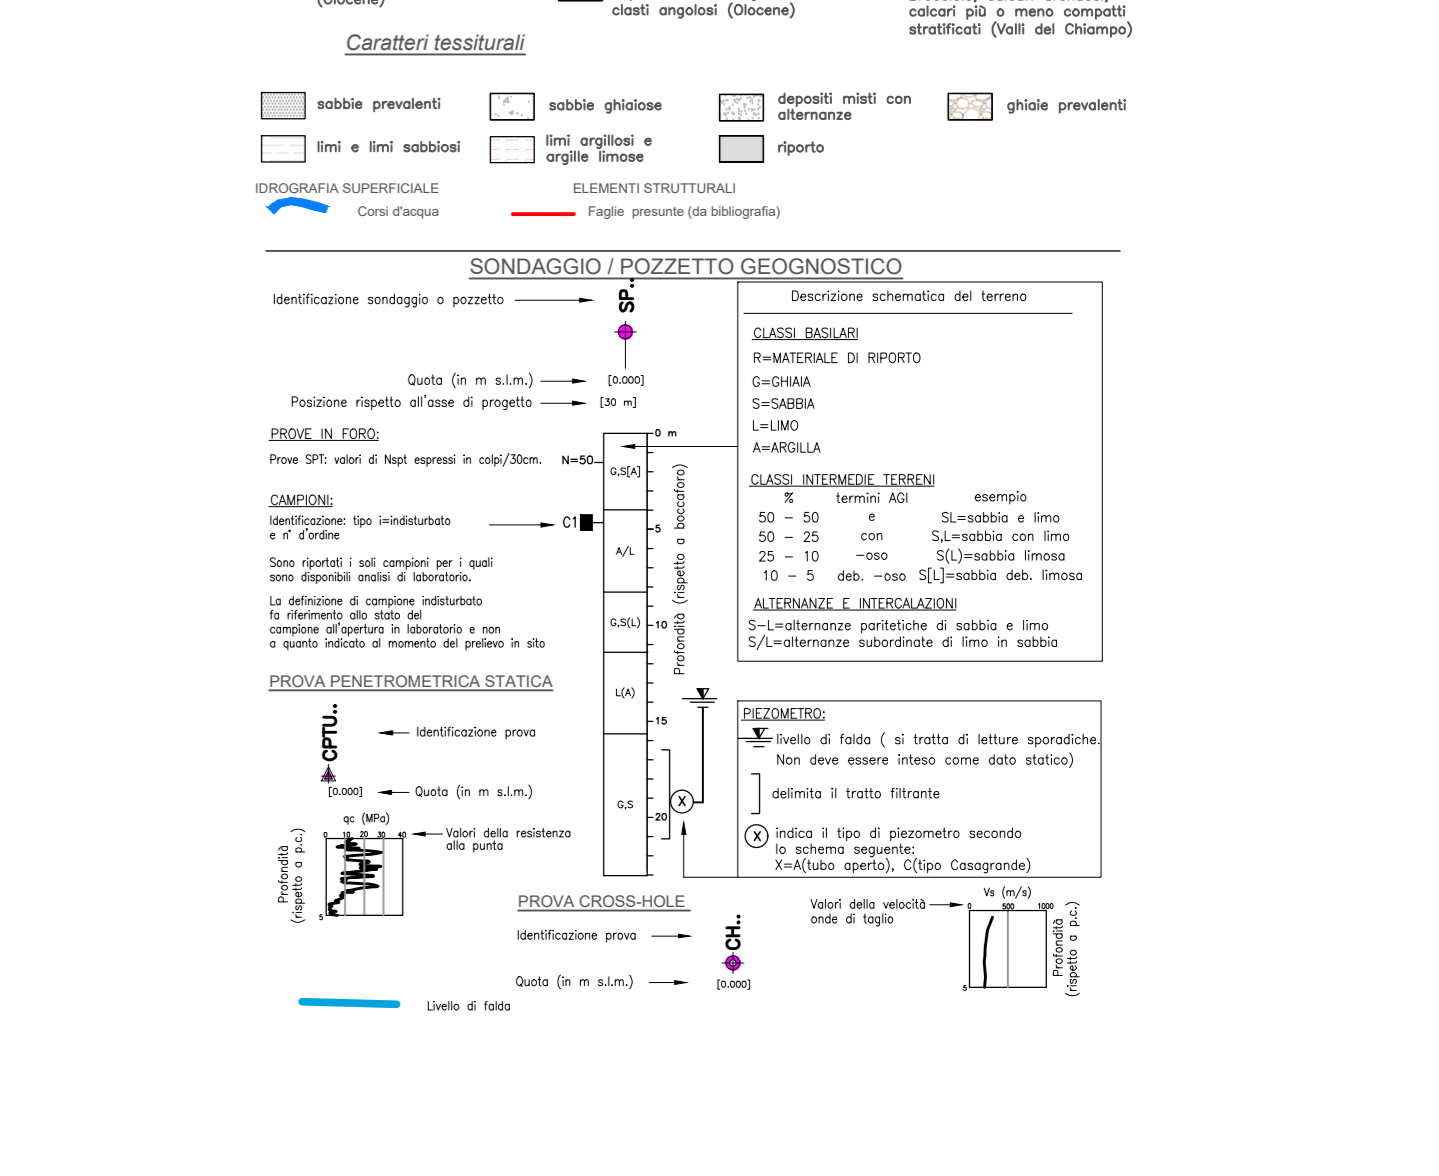 (Olocene)
clasti angolosi (Olocene)
calcari più o meno compatti
stratificati (Valli del Chiampo)
Caratteri tessiturali
sabbie prevalenti
sabbie ghiaiose
depositi misti con
alternanze
ghiaie prevalenti
limi e limi sabbiosi
limi argillosi e
argille limose
riporto
IDROGRAFIA SUPERFICIALE
Corsi d'acqua
ELEMENTI STRUTTURALI
Faglie presunte (da bibliografia)
SONDAGGIO / POZZETTO GEOGNOSTICO
Identificazione sondaggio o pozzetto
SP..
Quota (in m s.l.m.)
[0.000]
Posizione rispetto all'asse di progetto
[30 m]
PROVE IN FORO:
Prove SPT: valori di Nspt espressi in colpi/30cm.
N=50
CAMPIONI:
Identificazione: tipo i=indisturbato
e n° d'ordine
C1
Sono riportati i soli campioni per i quali
sono disponibili analisi di laboratorio.
La definizione di campione indisturbato
fa riferimento allo stato del
campione all'apertura in laboratorio e non
a quanto indicato al momento del prelievo in sito
0 m
G,S[A]
5
A/L
G,S(L)
10
L(A)
15
G,S
20
Profondità (rispetto a boccaforo)
Descrizione schematica del terreno
CLASSI BASILARI
R=MATERIALE DI RIPORTO
G=GHIAIA
S=SABBIA
L=LIMO
A=ARGILLA
CLASSI INTERMEDIE TERRENI
% termini AGI esempio
50 - 50 e SL=sabbia e limo
50 - 25 con S,L=sabbia con limo
25 - 10 -oso S(L)=sabbia limosa
10 - 5 deb. -oso S[L]=sabbia deb. limosa
ALTERNANZE E INTERCALAZIONI
S-L=alternanze paritetiche di sabbia e limo
S/L=alternanze subordinate di limo in sabbia
PROVA PENETROMETRICA STATICA
CPTU..
Identificazione prova
[0.000]
Quota (in m s.l.m.)
qc (MPa)
0 10 20 30 40
Valori della resistenza
alla punta
Profondità
(rispetto a p.c.)
5
X
PIEZOMETRO:
livello di falda ( si tratta di letture sporadiche.
Non deve essere inteso come dato statico)
delimita il tratto filtrante
X
indica il tipo di piezometro secondo
lo schema seguente:
X=A(tubo aperto), C(tipo Casagrande)
PROVA CROSS-HOLE
Identificazione prova
CH..
Quota (in m s.l.m.)
[0.000]
Valori della velocità
onde di taglio
Vs (m/s)
0 500 1000
5
Profondità
(rispetto a p.c.)
Livello di falda